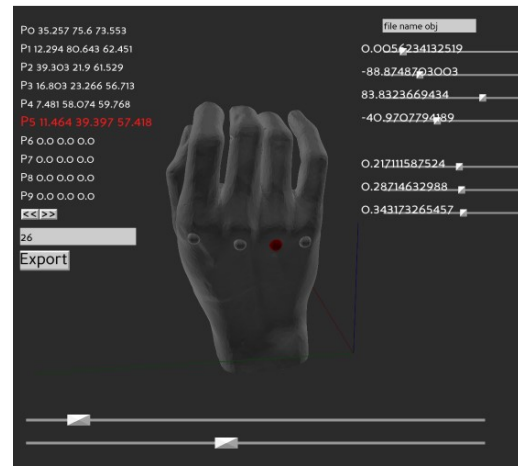 P0 35.257 75.6 73.553
P1 12.294 80.643 62.451
P2 39.303 21.9 61.529
P3 16.803 23.266 56.713
P4 7.481 58.074 59.768
P5 11.464 39.397 57.418
P6 0.0 0.0 0.0
P7 0.0 0.0 0.0
P8 0.0 0.0 0.0
P9 0.0 0.0 0.0
<< >>
26
Export
file name obj
0.0056234132519
-88.8748703003
83.8323669434
-40.9707794189
0.217111587524
0.28714632988
0.343173265457